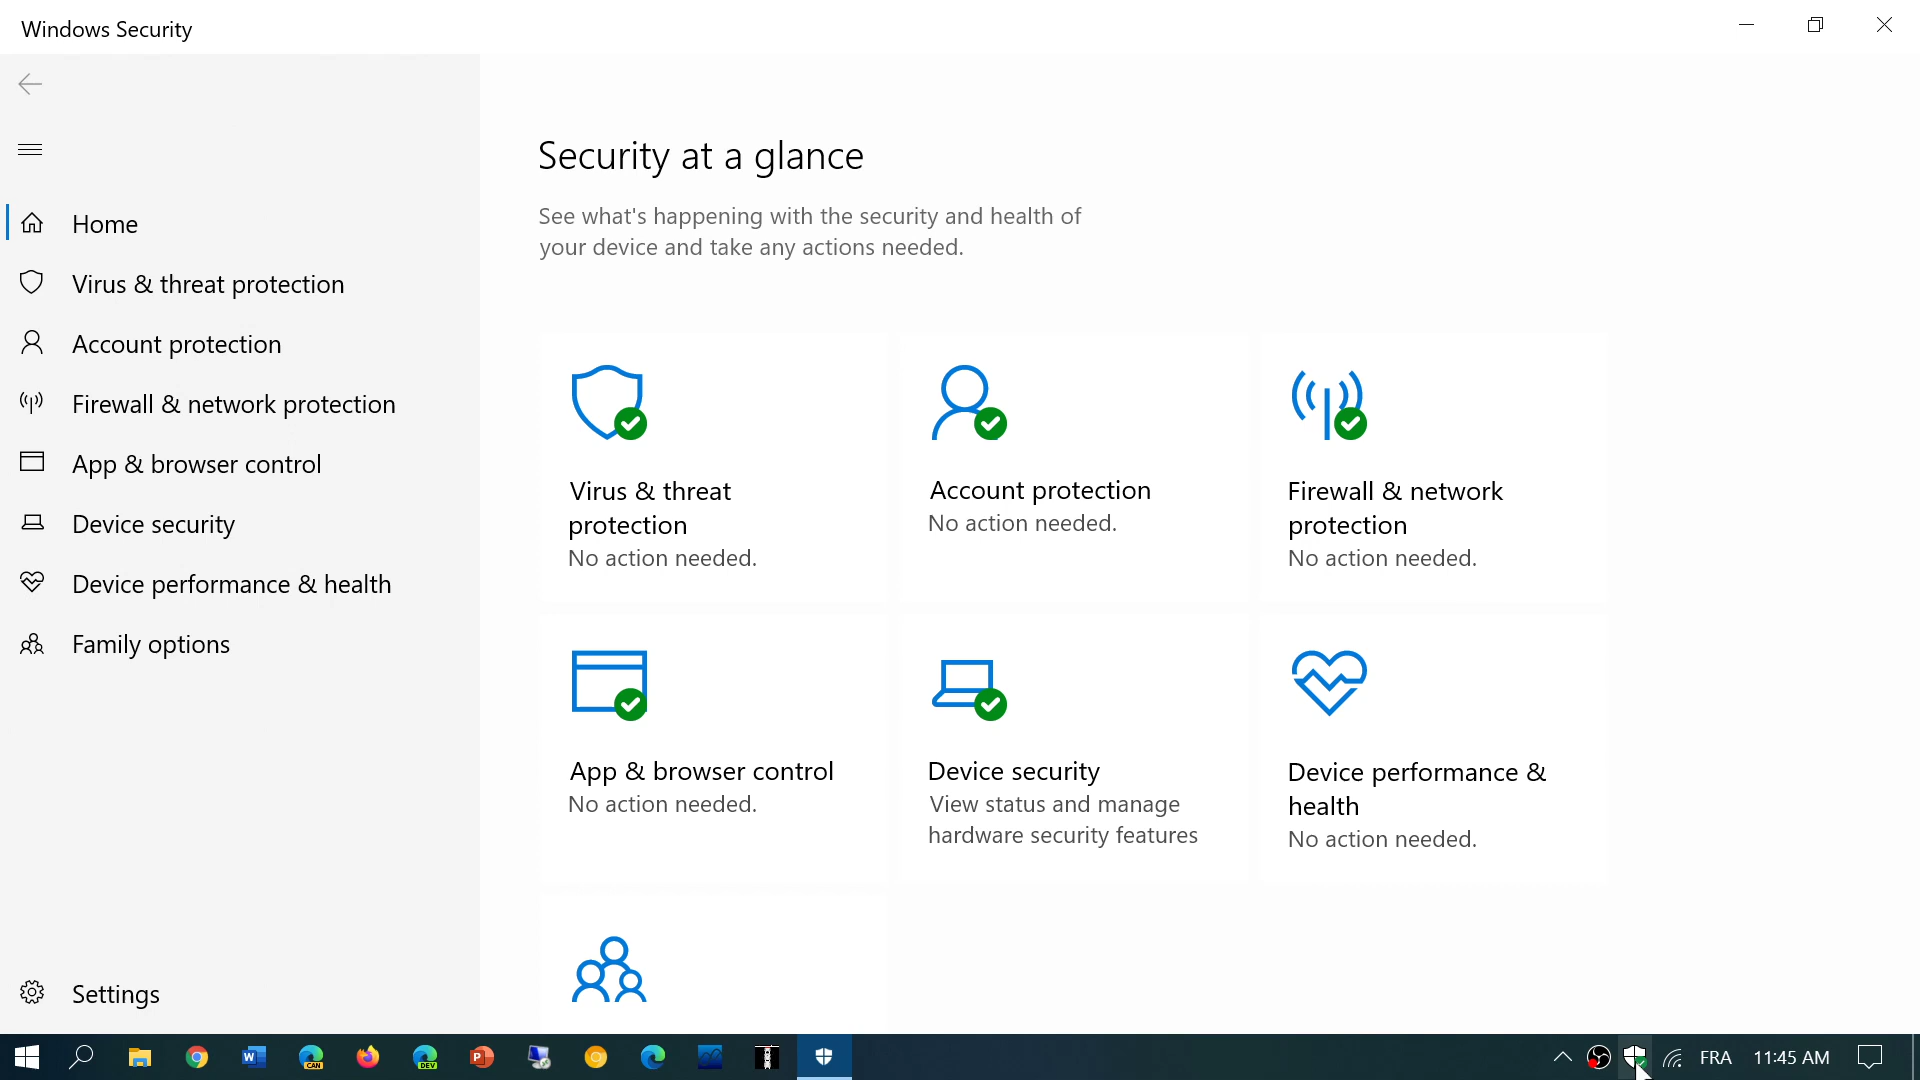 Windows Security
Home
Virus & threat protection
Account protection
Firewall & network protection
App & browser control
Device security
Device performance & health
Family options
Settings
Security at a glance
See what's happening with the security and health of
your device and take any actions needed.
Virus & threat
protection
No action needed.
Account protection
No action needed.
Firewall & network
protection
No action needed.
App & browser control
No action needed.
Device security
View status and manage
hardware security features
Device performance &
health
No action needed.
W
CAN
DEV
P
FRA
11:45 AM